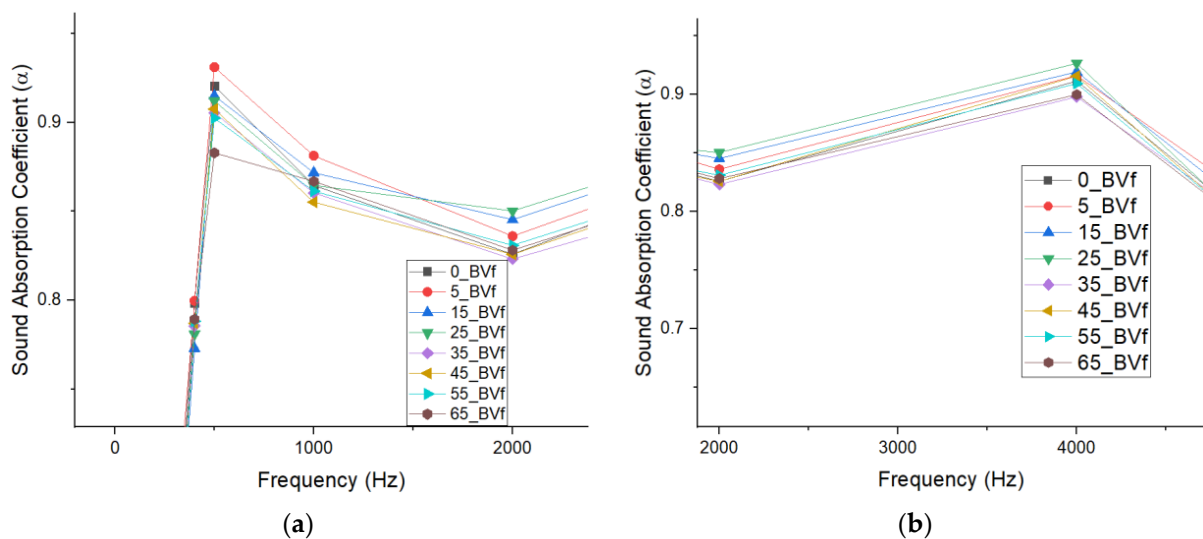 Sound Absorption Coefficient (α)
0.9
0.8
0
1000
2000
Frequency (Hz)
0_BVf
5_BVf
15_BVf
25_BVf
35_BVf
45_BVf
55_BVf
65_BVf
(a)
Sound Absorption Coefficient (α)
0.9
0.8
0.7
2000
3000
4000
Frequency (Hz)
0_BVf
5_BVf
15_BVf
25_BVf
35_BVf
45_BVf
55_BVf
65_BVf
(b)